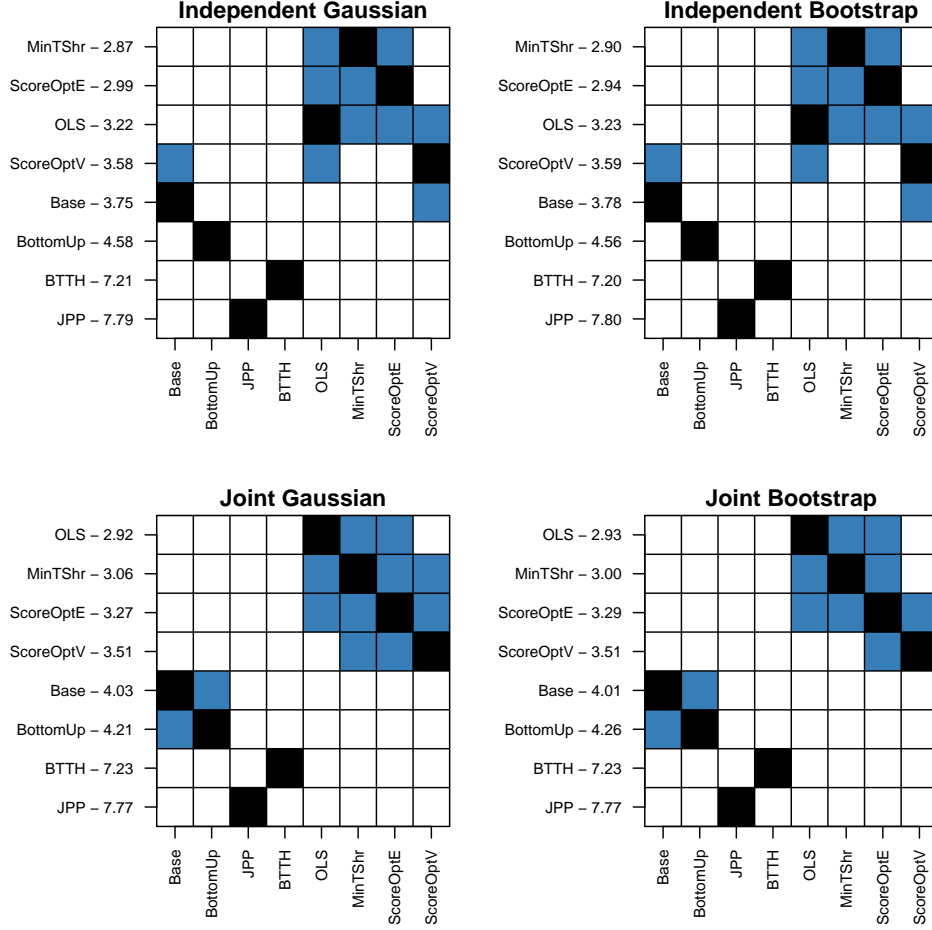 Independent Gaussian
MinTShr − 2.87
ScoreOptE − 2.99
OLS − 3.22
ScoreOptV − 3.58
Base − 3.75
BottomUp − 4.58
BTTH − 7.21
JPP − 7.79
Base
BottomUp
JPP
BTTH
OLS
MinTShr
ScoreOptE
ScoreOptV
Independent Bootstrap
MinTShr − 2.90
ScoreOptE − 2.94
OLS − 3.23
ScoreOptV − 3.59
Base − 3.78
BottomUp − 4.56
BTTH − 7.20
JPP − 7.80
Base
BottomUp
JPP
BTTH
OLS
MinTShr
ScoreOptE
ScoreOptV
Joint Gaussian
OLS − 2.92
MinTShr − 3.06
ScoreOptE − 3.27
ScoreOptV − 3.51
Base − 4.03
BottomUp − 4.21
BTTH − 7.23
JPP − 7.77
Base
BottomUp
JPP
BTTH
OLS
MinTShr
ScoreOptE
ScoreOptV
Joint Bootstrap
OLS − 2.93
MinTShr − 3.00
ScoreOptE − 3.29
ScoreOptV − 3.51
Base − 4.01
BottomUp − 4.26
BTTH − 7.23
JPP − 7.77
Base
BottomUp
JPP
BTTH
OLS
MinTShr
ScoreOptE
ScoreOptV